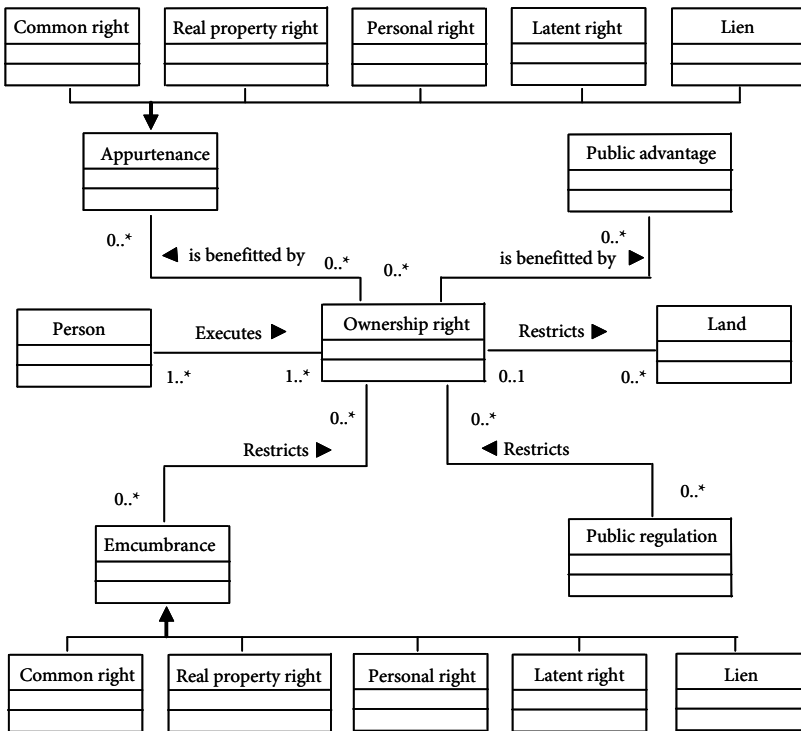 Common right
Real property right
Personal right
Latent right
Lien
Appurtenance
Public advantage
0..*
0..*
is benefitted by
0..*
0..*
is benefitted by
Person
Executes
Ownership right
Restricts
Land
1..*
1..*
0..1
0..*
0..*
0..*
Restricts
Restricts
0..*
0..*
Emcumbrance
Public regulation
Common right
Real property right
Personal right
Latent right
Lien